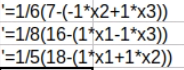 '=1/6(7-(-1*x2+1*x3))
'=1/8(16-(1*x1-1*x3))
'=1/5(18-(1*x1+1*x2))